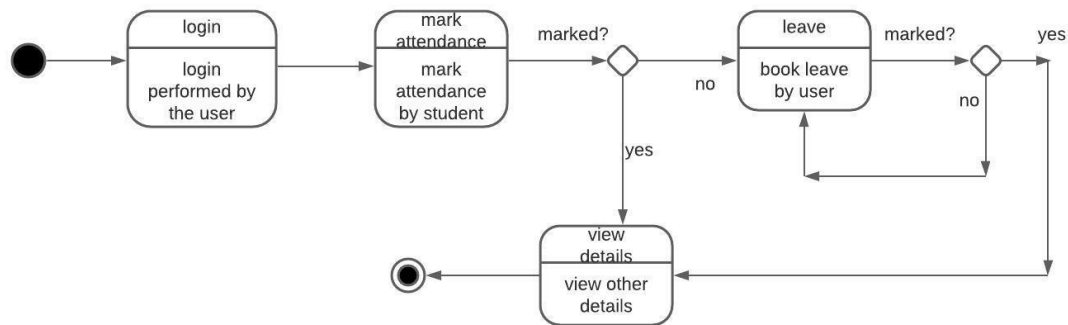 login
login
performed by
the user
mark
attendance
mark
attendance
by student
marked?
no
yes
leave
book leave
by user
marked?
yes
no
view
details
view other
details